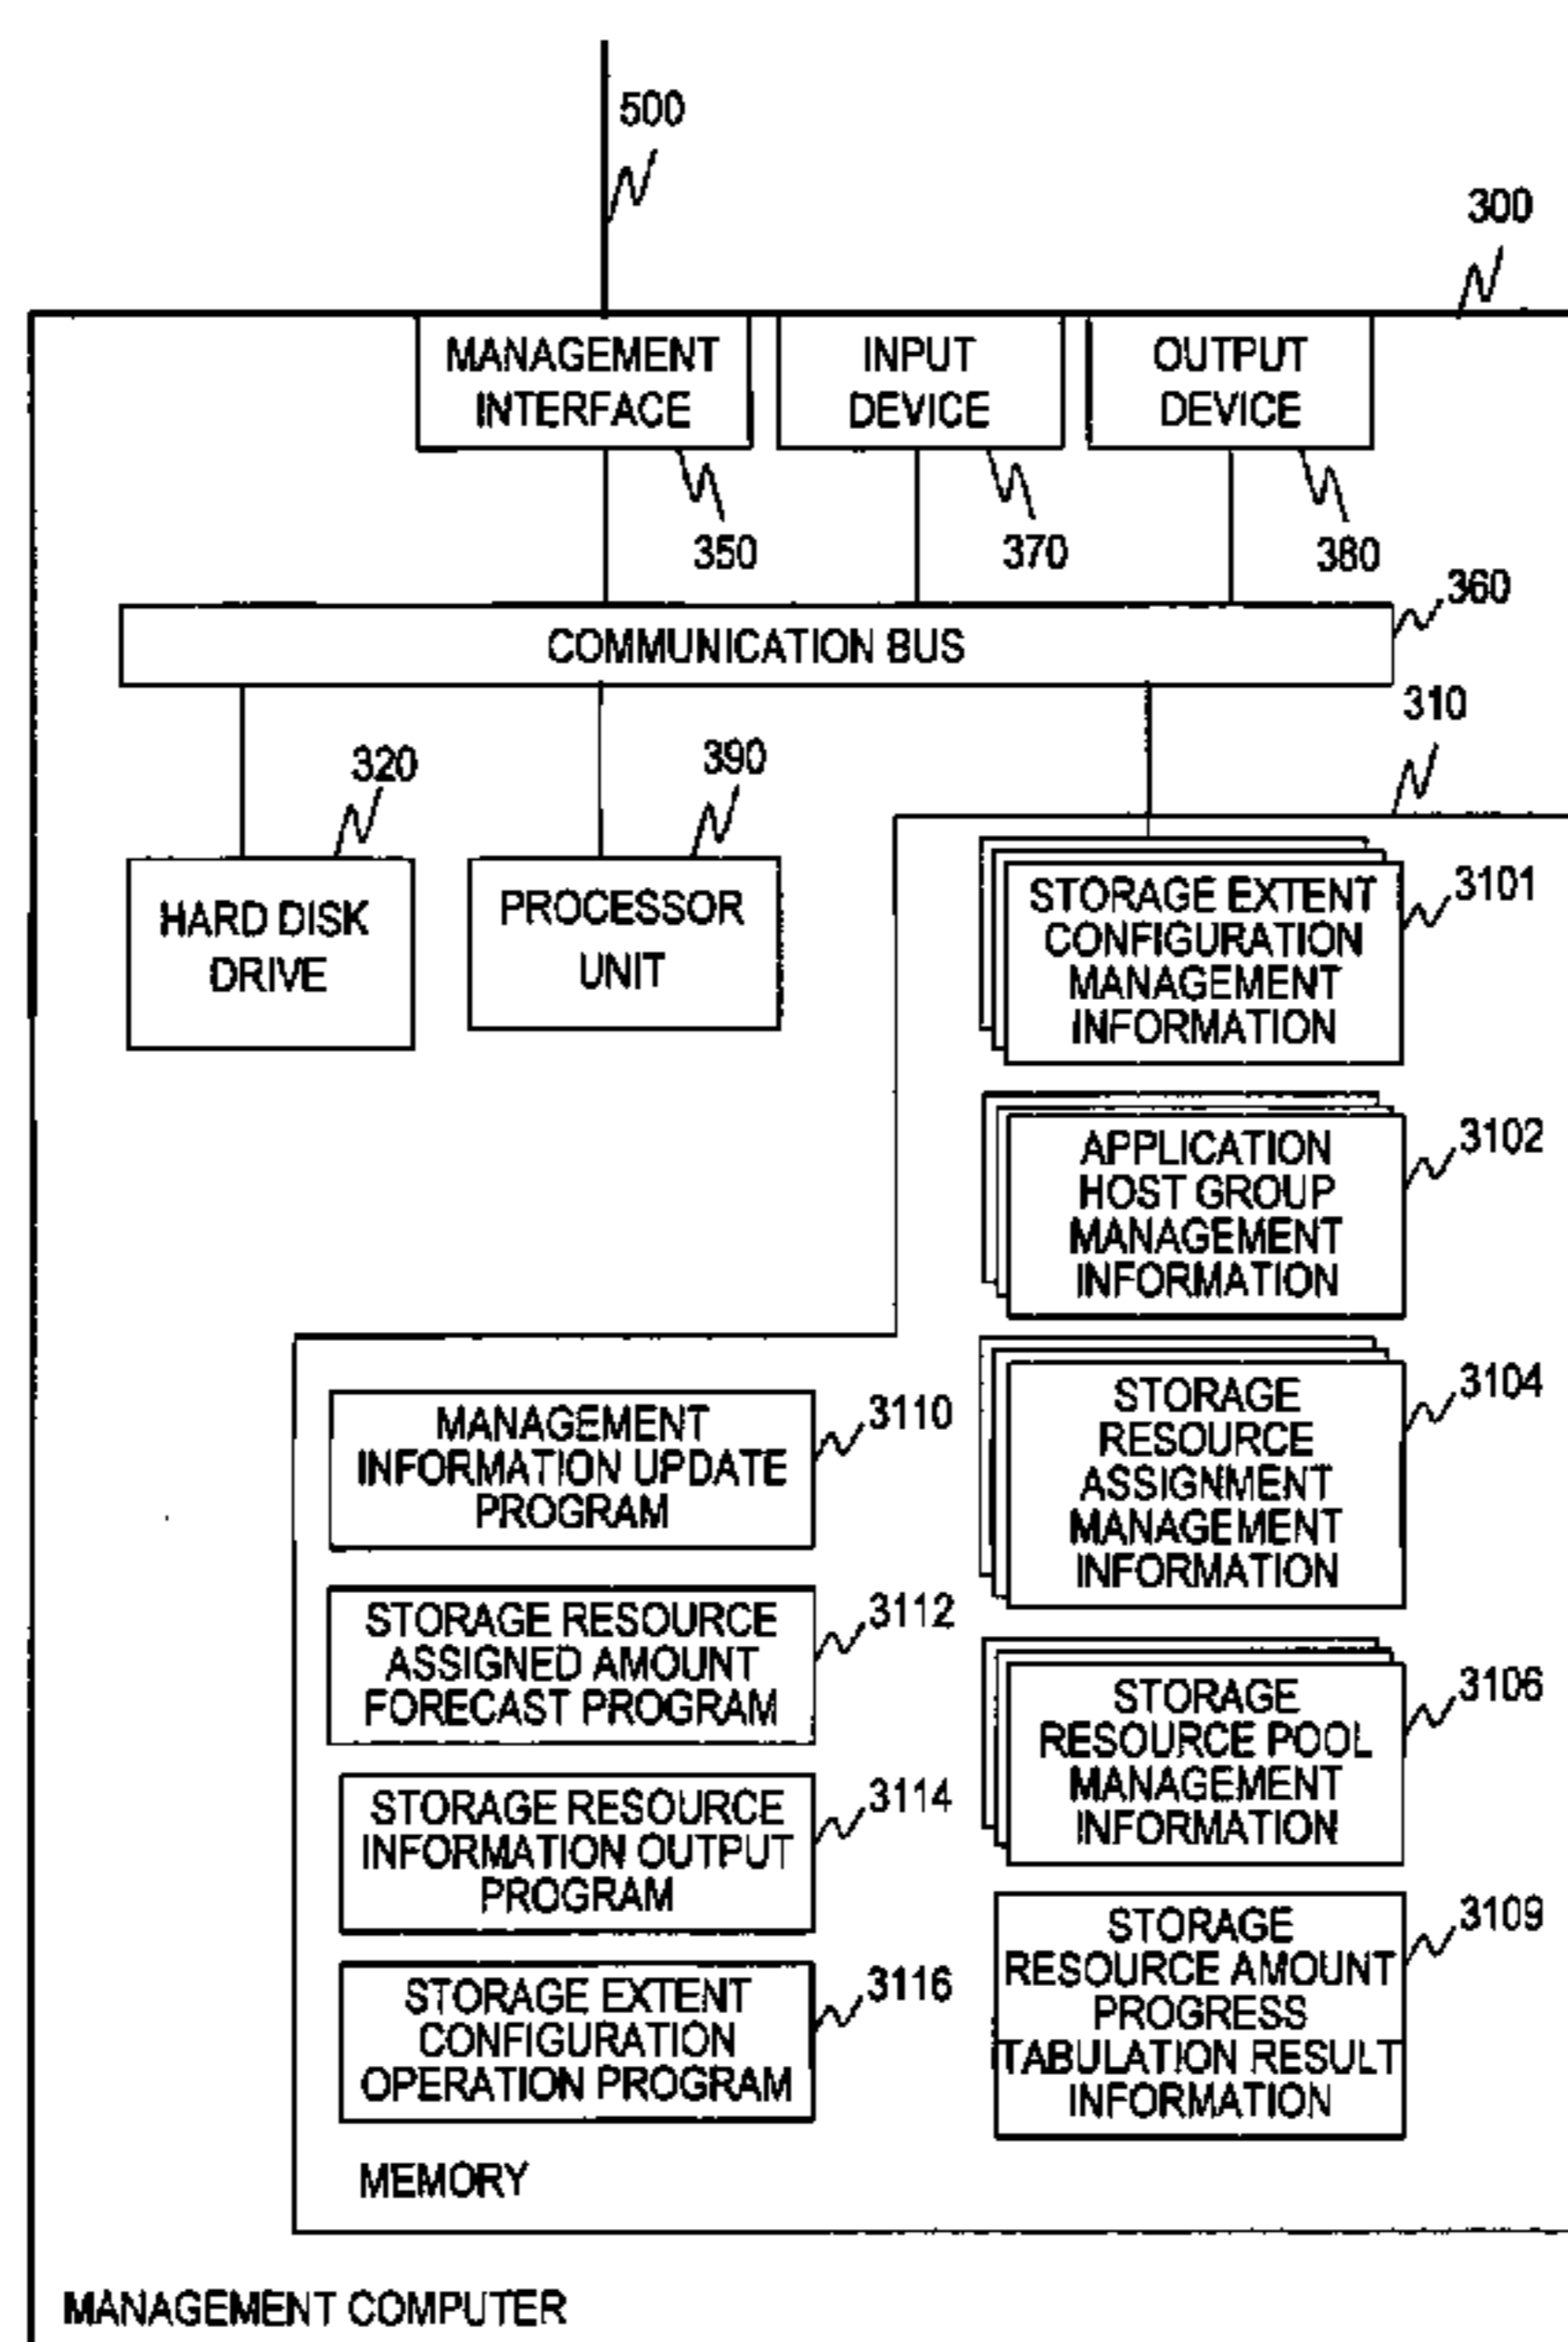 500
300
MANAGEMENT
INTERFACE
INPUT
DEVICE
OUTPUT
DEVICE
350
370
380
360
COMMUNICATION BUS
310
320
390
HARD DISK
DRIVE
PROCESSOR
UNIT
STORAGE EXTENT
CONFIGURATION
MANAGEMENT
INFORMATION
3101
APPLICATION
HOST GROUP
MANAGEMENT
INFORMATION
3102
STORAGE
RESOURCE
ASSIGNMENT
MANAGEMENT
INFORMATION
3104
STORAGE
RESOURCE POOL
MANAGEMENT
INFORMATION
3106
STORAGE
RESOURCE AMOUNT
PROGRESS
TABULATION RESULT
INFORMATION
3109
MANAGEMENT
INFORMATION UPDATE
PROGRAM
3110
STORAGE RESOURCE
ASSIGNED AMOUNT
FORECAST PROGRAM
3112
STORAGE RESOURCE
INFORMATION OUTPUT
PROGRAM
3114
STORAGE EXTENT
CONFIGURATION
OPERATION PROGRAM
3116
MEMORY
MANAGEMENT COMPUTER